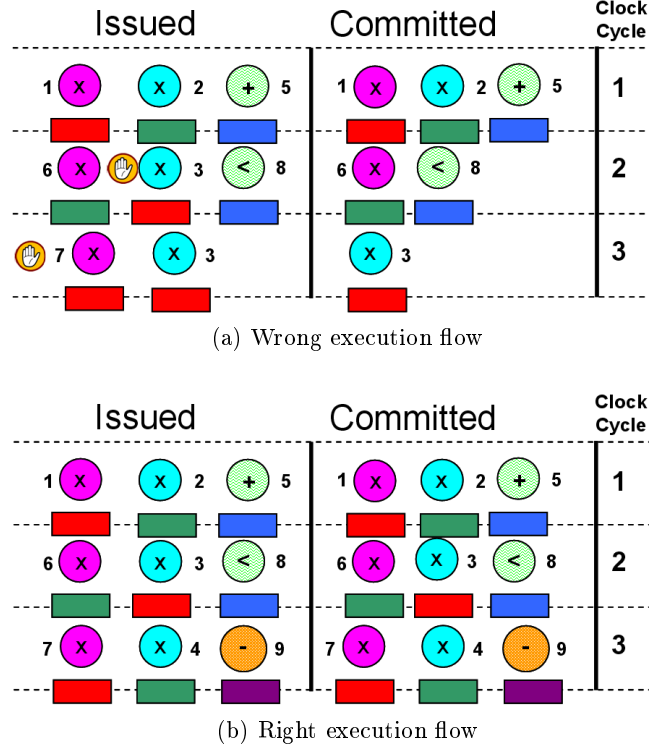 Issued Committed Clock Cycle
1 x x 2 + 5 1 x x 2 + 5 1
6 x x 3 < 8 6 x < 8 2
7 x x 3 x 3 3
(a) Wrong execution flow
Issued Committed Clock Cycle
1 x x 2 + 5 1 x x 2 + 5 1
6 x x 3 < 8 6 x x 3 < 8 2
7 x x 4 - 9 7 x x 4 - 9 3
(b) Right execution flow